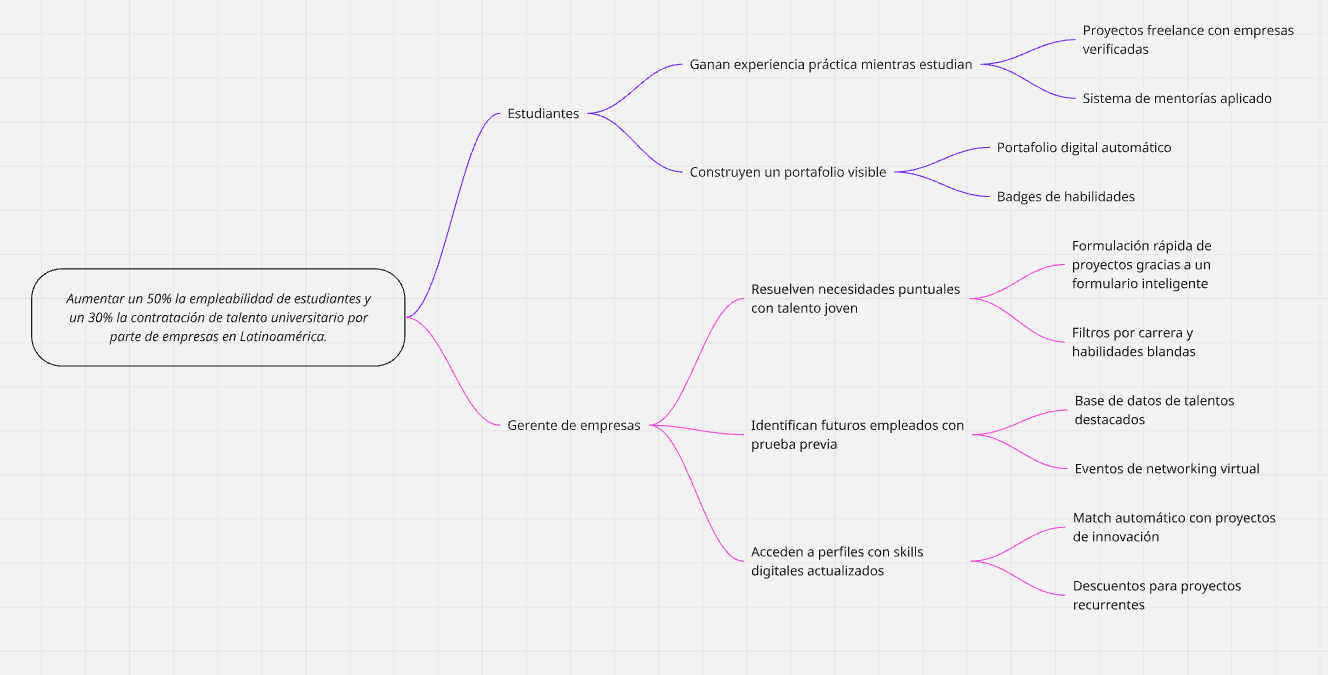 Aumentar un 50% la empleabilidad de estudiantes y
un 30% la contratación de talento universitario por
parte de empresas en Latinoamérica.
Estudiantes
Ganan experiencia práctica mientras estudian
Proyectos freelance con empresas
verificadas
Sistema de mentorías aplicado
Construyen un portafolio visible
Portafolio digital automático
Badges de habilidades
Gerente de empresas
Resuelven necesidades puntuales
con talento joven
Formulación rápida de
proyectos gracias a un
formulario inteligente
Filtros por carrera y
habilidades blandas
Identifican futuros empleados con
prueba previa
Base de datos de talentos
destacados
Eventos de networking virtual
Acceden a perfiles con skills
digitales actualizados
Match automático con proyectos
de innovación
Descuentos para proyectos
recurrentes